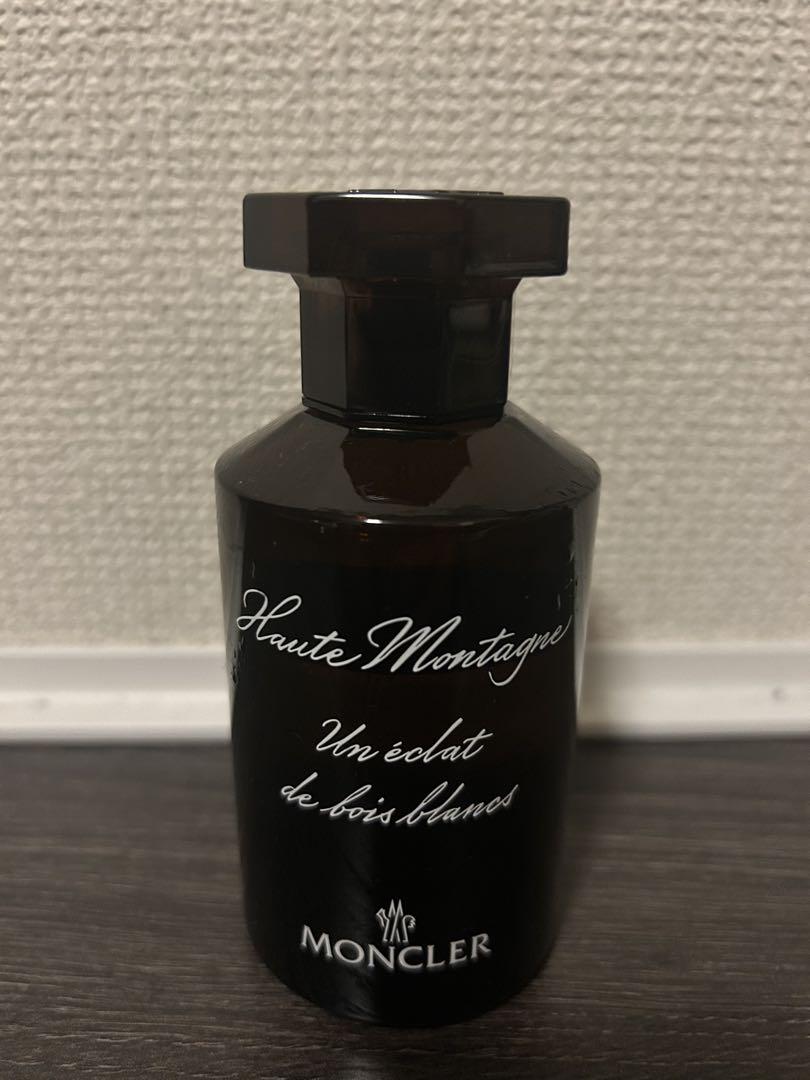 Haute Montagne
Un éclat
de bois blancs
MONCLER